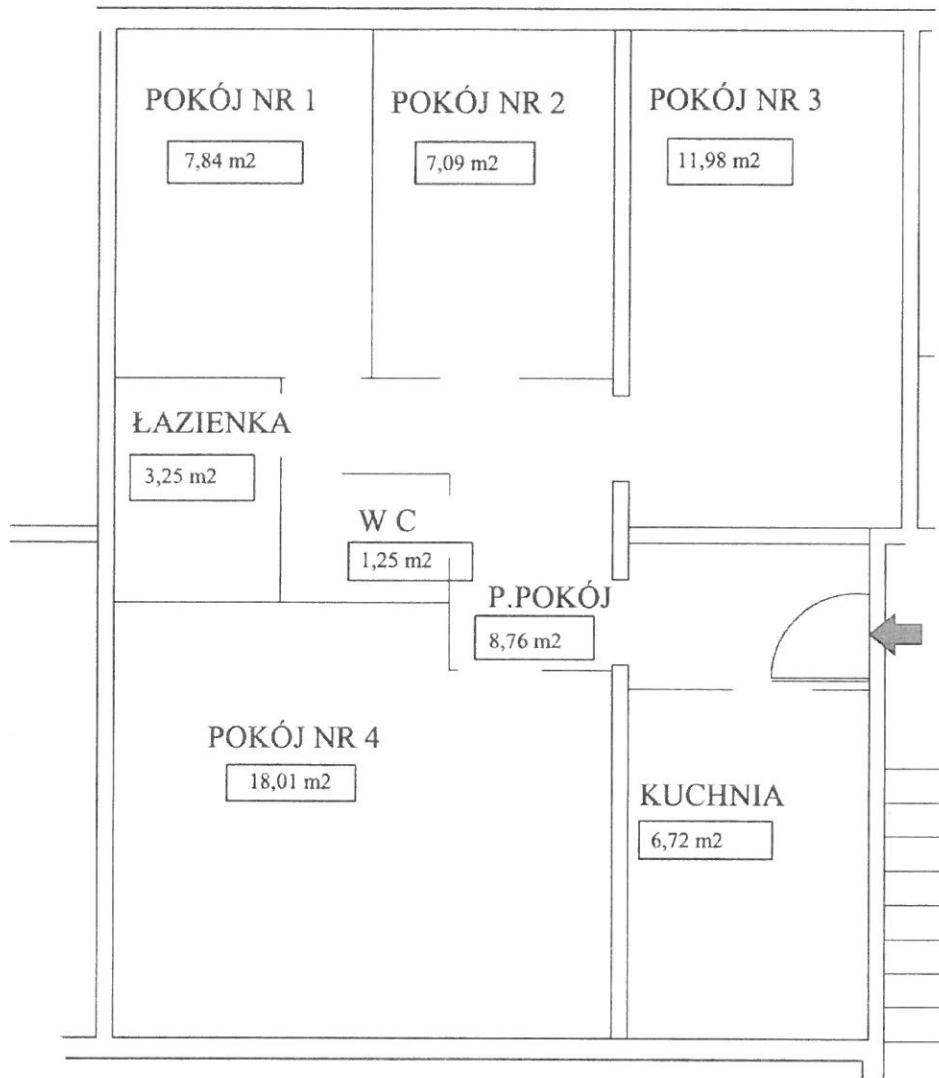 POKÓJ NR 1
7,84 m2
POKÓJ NR 2
7,09 m2
POKÓJ NR 3
11,98 m2
ŁAZIENKA
3,25 m2
W C
1,25 m2
P.POKÓJ
8,76 m2
POKÓJ NR 4
18,01 m2
KUCHNIA
6,72 m2